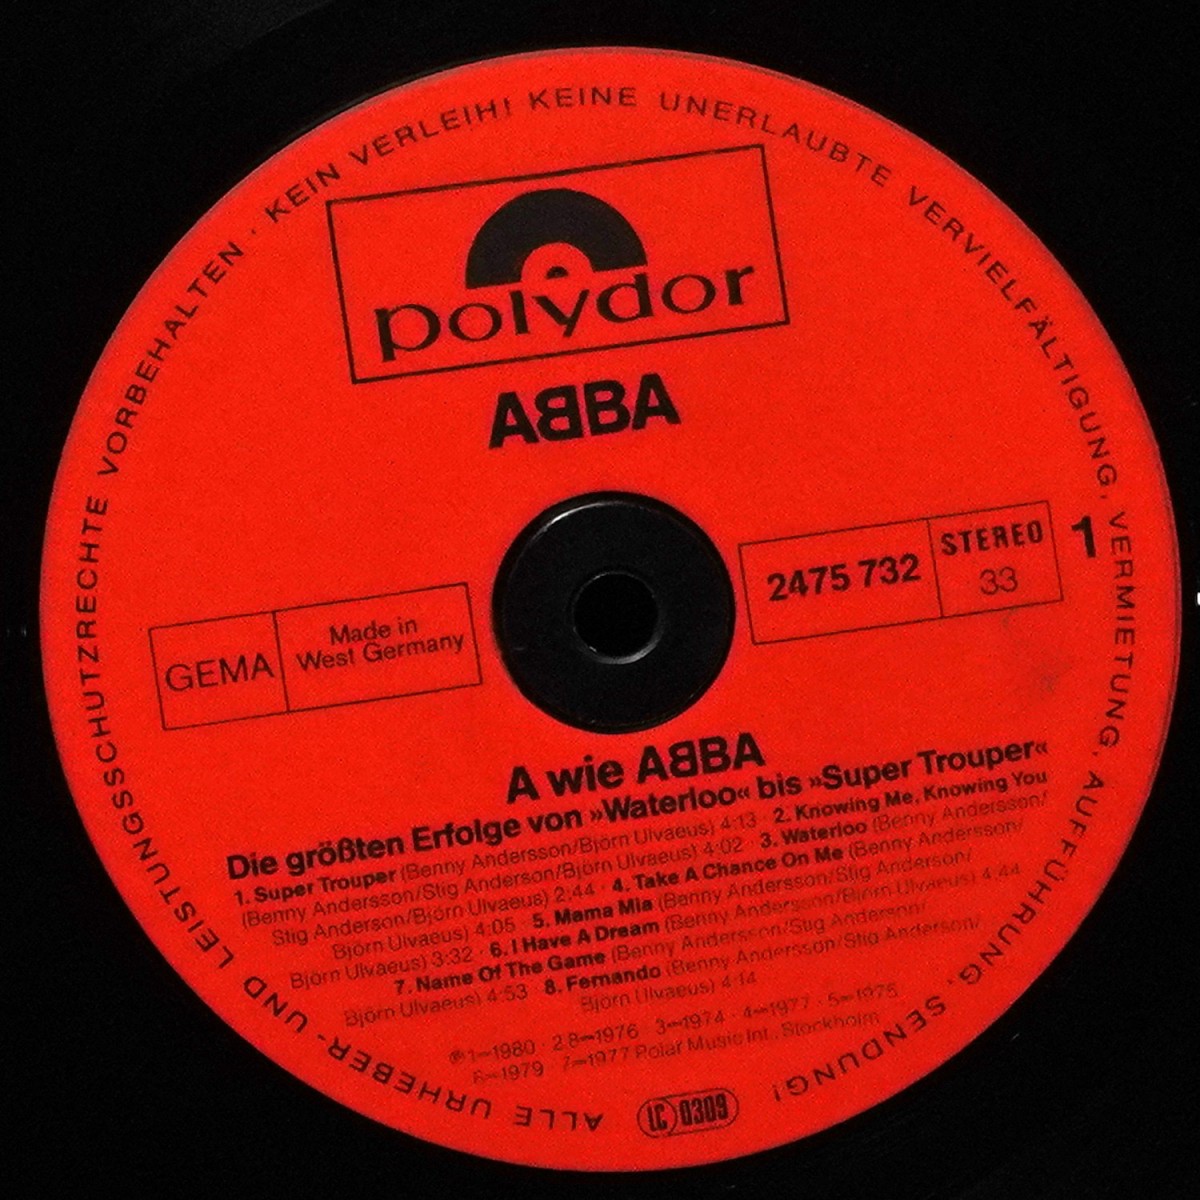 ALLE URHEBER- UND LEISTUNGSSCHUTZRECHTE VORBEHALTEN · KEIN VERLEIH! KEINE UNERLAUBTE VERVIELFÄLTIGUNG, VERMIETUNG, AUFFÜHRUNG, SENDUNG!
polydor
ABBA
2475 732
STEREO
33
1
GEMA
Made in
West Germany
A wie ABBA
Die größten Erfolge von »Waterloo« bis »Super Trouper«
1. Super Trouper (Benny Andersson/Björn Ulvaeus) 4:13 · 2. Knowing Me, Knowing You
(Benny Andersson/Stig Anderson/Björn Ulvaeus) 4:02 · 3. Waterloo (Benny Andersson/
Stig Anderson/Björn Ulvaeus) 2:44 · 4. Take A Chance On Me (Benny Andersson/
Björn Ulvaeus) 4:05 · 5. Mama Mia (Benny Andersson/Stig Anderson/
Björn Ulvaeus) 3:32 · 6. I Have A Dream (Benny Andersson/Björn Ulvaeus) 4:44
7. Name Of The Game (Benny Andersson/Stig Anderson/
Björn Ulvaeus) 4:53 8. Fernando (Benny Andersson/Stig Anderson/
Björn Ulvaeus) 4:14
℗ 1=1980 · 2,8=1976 3=1974 · 4=1977 · 5=1975
6=1979 7=1977 Polar Music Int., Stockholm
LC 0309